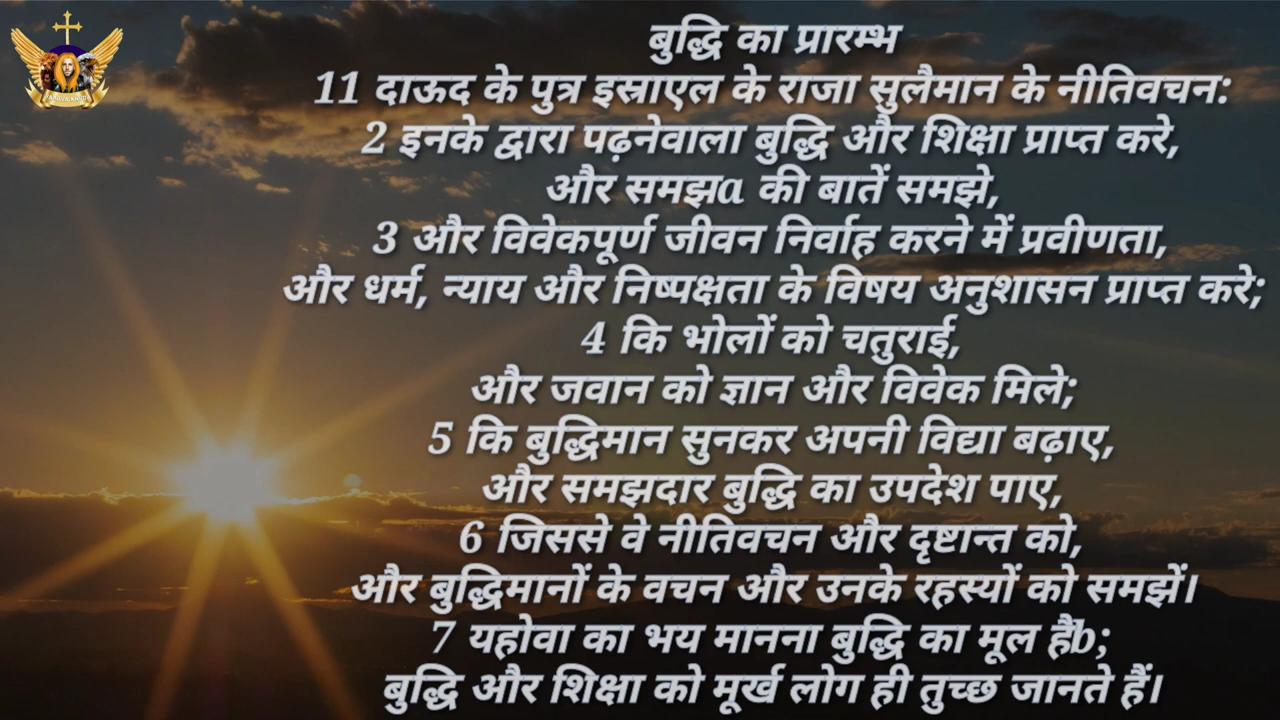 बुद्धि का प्रारम्भ
11 दाऊद के पुत्र इस्राएल के राजा सुलैमान के नीतिवचन:
2 इनके द्वारा पढ़नेवाला बुद्धि और शिक्षा प्राप्त करे,
और समझa की बातें समझे,
3 और विवेकपूर्ण जीवन निर्वाह करने में प्रवीणता,
और धर्म, न्याय और निष्पक्षता के विषय अनुशासन प्राप्त करे;
4 कि भोलों को चतुराई,
और जवान को ज्ञान और विवेक मिले;
5 कि बुद्धिमान सुनकर अपनी विद्या बढ़ाए,
और समझदार बुद्धि का उपदेश पाए,
6 जिससे वे नीतिवचन और दृष्टान्त को,
और बुद्धिमानों के वचन और उनके रहस्यों को समझें।
7 यहोवा का भय मानना बुद्धि का मूल हैंb;
बुद्धि और शिक्षा को मूर्ख लोग ही तुच्छ जानते हैं।